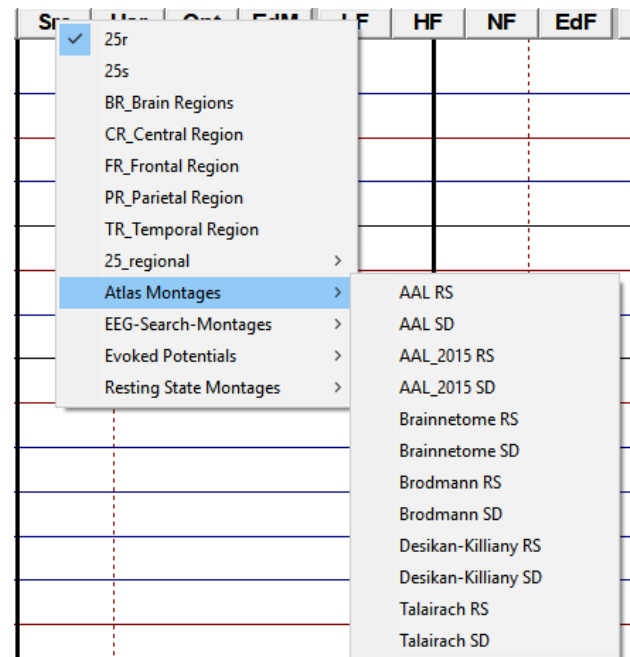 HF NF EdF
25r
25s
BR_Brain Regions
CR_Central Region
FR_Frontal Region
PR_Parietal Region
TR_Temporal Region
25_regional
Atlas Montages
EEG-Search-Montages
Evoked Potentials
Resting State Montages
AAL RS
AAL SD
AAL_2015 RS
AAL_2015 SD
Brainnetome RS
Brainnetome SD
Brodmann RS
Brodmann SD
Desikan-Killiany RS
Desikan-Killiany SD
Talairach RS
Talairach SD